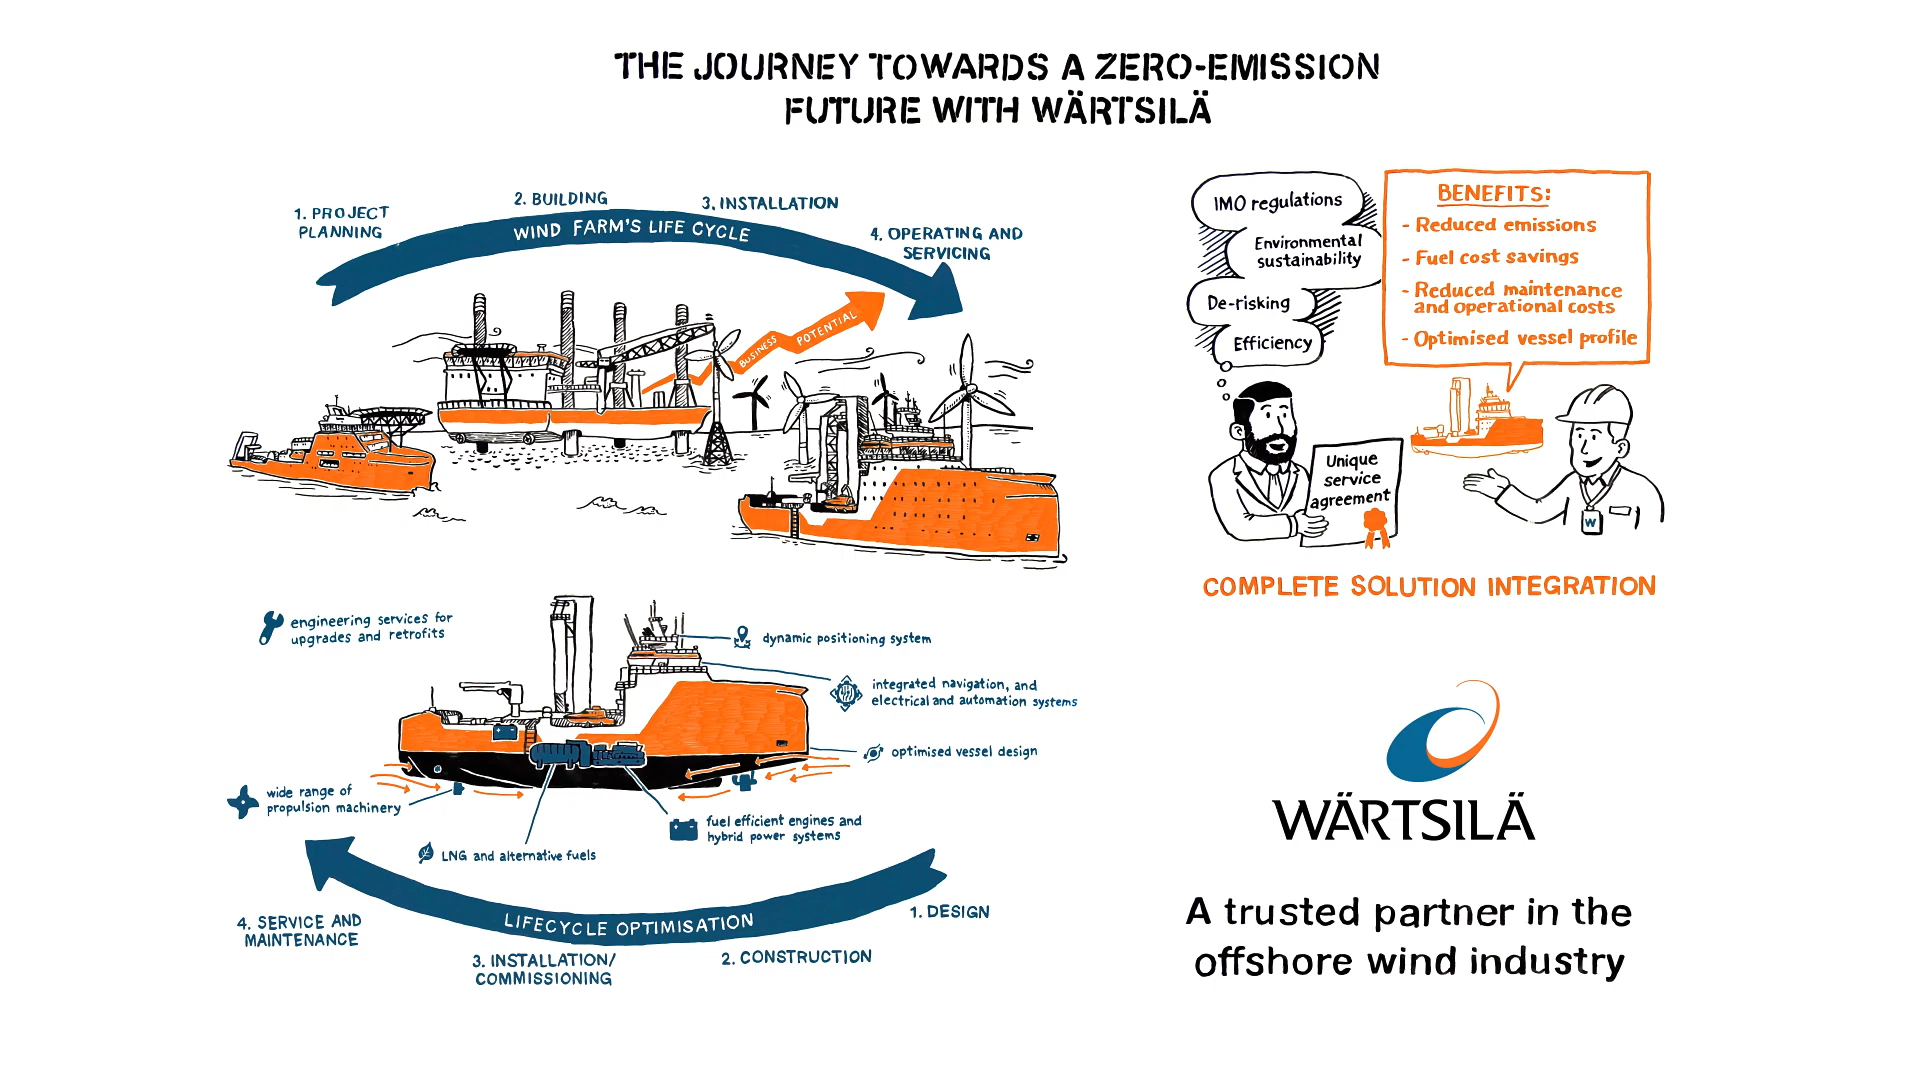 THE JOURNEY TOWARDS A ZERO-EMISSION
FUTURE WITH WÄRTSILÄ
1. PROJECT
PLANNING
2. BUILDING
3. INSTALLATION
4. OPERATING AND
SERVICING
WIND FARM'S LIFE CYCLE
BUSINESS POTENTIAL
IMO regulations
Environmental
sustainability
De-risking
Efficiency
BENEFITS:
- Reduced emissions
- Fuel cost savings
- Reduced maintenance
and operational costs
- Optimised vessel profile
Unique
service
agreement
W
COMPLETE SOLUTION INTEGRATION
engineering services for
upgrades and retrofits
dynamic positioning system
integrated navigation, and
electrical and automation systems
optimised vessel design
wide range of
propulsion machinery
fuel efficient engines and
hybrid power systems
LNG and alternative fuels
LIFECYCLE OPTIMISATION
1. DESIGN
2. CONSTRUCTION
3. INSTALLATION/
COMMISSIONING
4. SERVICE AND
MAINTENANCE
WÄRTSILÄ
A trusted partner in the
offshore wind industry